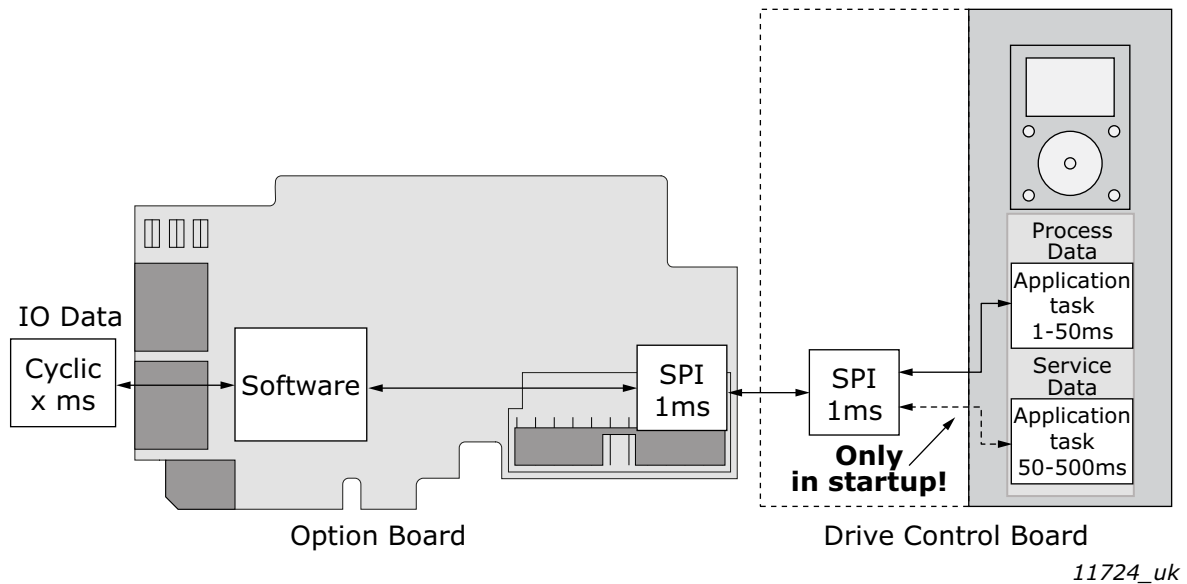 IO Data
Cyclic
x ms
Software
SPI
1ms
SPI
1ms
Process
Data
Application
task
1-50ms
Service
Data
Application
task
50-500ms
Only
in startup!
Option Board
Drive Control Board
11724_uk